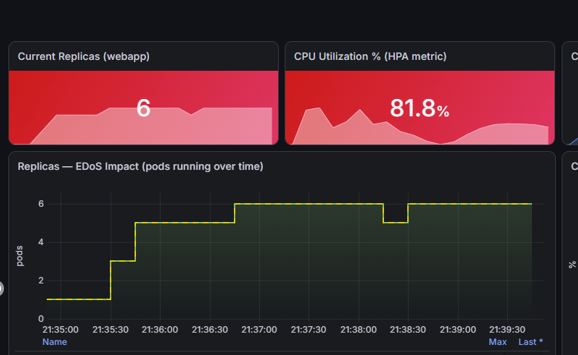 Current Replicas (webapp)
6
CPU Utilization % (HPA metric)
81.8%
C
Replicas — EDoS Impact (pods running over time)
C
pods
6
4
2
0
%
21:35:00 21:35:30 21:36:00 21:36:30 21:37:00 21:37:30 21:38:00 21:38:30 21:39:00 21:39:30
Name Max Last *